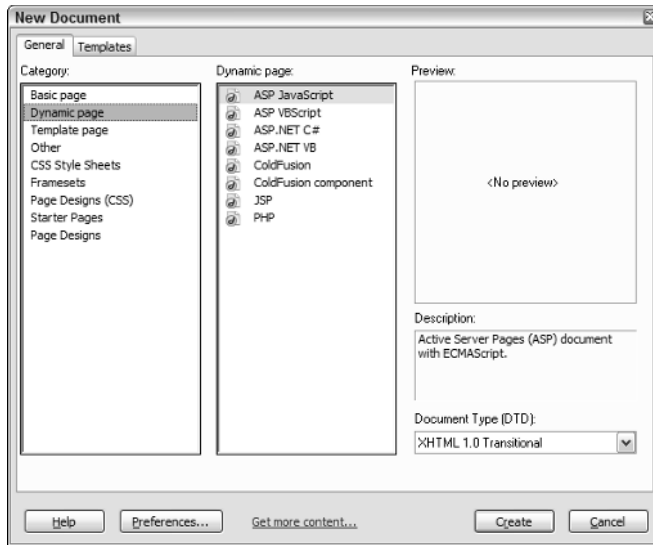 New Document
General
Templates
Category:
Basic page
Dynamic page
Template page
Other
CSS Style Sheets
Framesets
Page Designs (CSS)
Starter Pages
Page Designs
Dynamic page:
ASP JavaScript
ASP VBScript
ASP.NET C#
ASP.NET VB
ColdFusion
ColdFusion component
JSP
PHP
Preview:
<No preview>
Description:
Active Server Pages (ASP) document
with ECMAScript.
Document Type (DTD):
XHTML 1.0 Transitional
Help
Preferences...
Get more content...
Create
Cancel